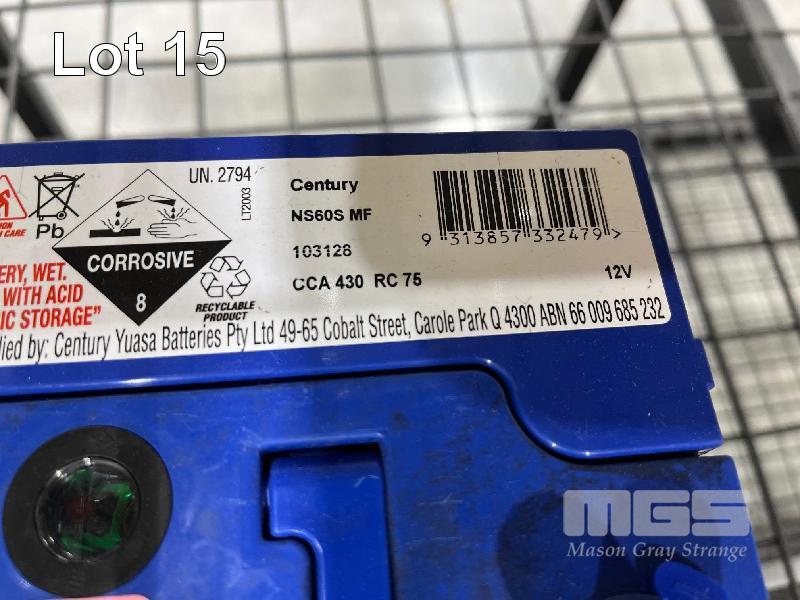 Lot 15
UN. 2794
LT2003
Pb
CORROSIVE
8
RECYCLABLE
PRODUCT
CARE
ERY, WET.
WITH ACID
IC STORAGE"
Century
NS60S MF
103128
CCA 430 RC 75
9 313857 332479 >
12V
lied by: Century Yuasa Batteries Pty Ltd 49-65 Cobalt Street, Carole Park Q 4300 ABN 66 009 685 232
MGS
Mason Gray Strange